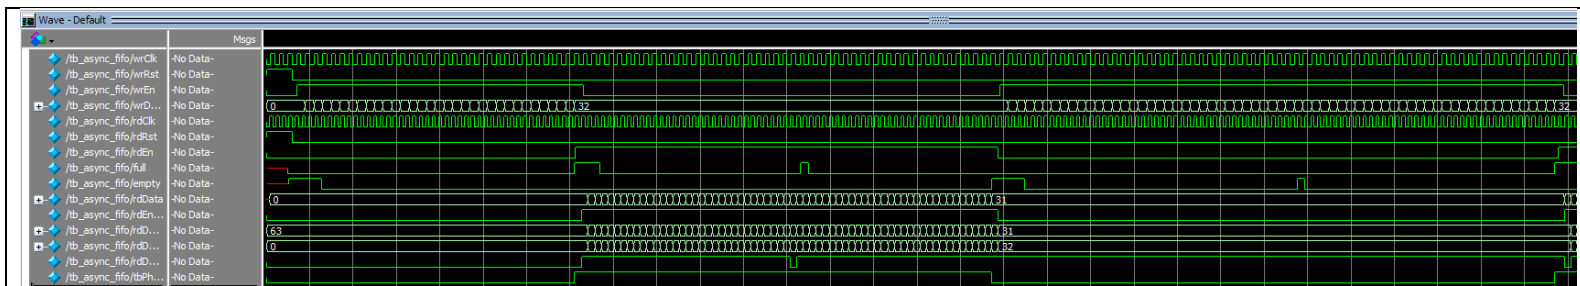 Wave - Default
Msgs
/tb_async_fifo/wrClk -No Data-
/tb_async_fifo/wrRst -No Data-
/tb_async_fifo/wrEn -No Data-
/tb_async_fifo/wrD... -No Data- 0 32 32
/tb_async_fifo/rdClk -No Data-
/tb_async_fifo/rdRst -No Data-
/tb_async_fifo/rdEn -No Data-
/tb_async_fifo/full -No Data-
/tb_async_fifo/empty -No Data-
/tb_async_fifo/rdData -No Data- 0 31
/tb_async_fifo/rdEn... -No Data-
/tb_async_fifo/rdD... -No Data- 63 31
/tb_async_fifo/rdD... -No Data- 0 32
/tb_async_fifo/rdD... -No Data-
/tb_async_fifo/tbPh... -No Data-